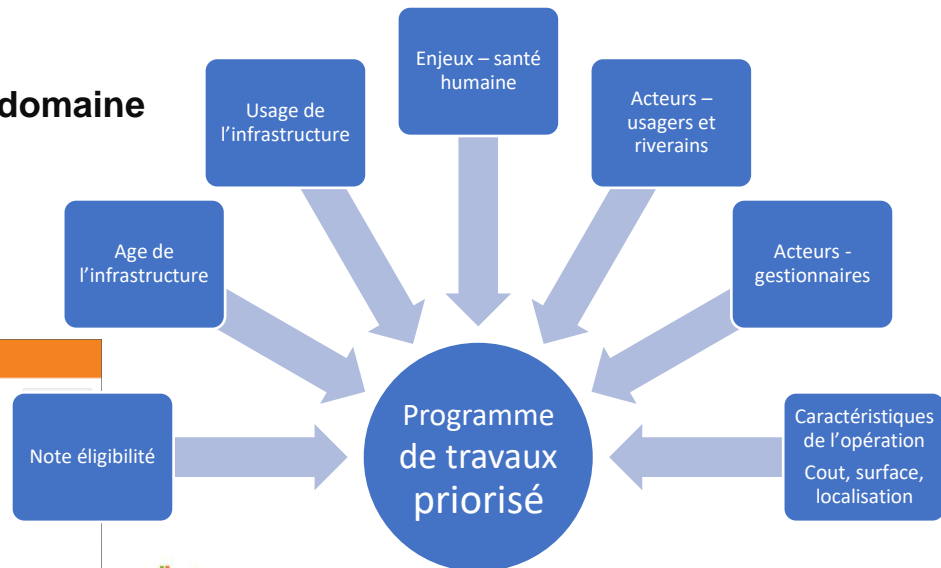 domaine
Enjeux – santé
humaine
Usage de
l’infrastructure
Acteurs –
usagers et
riverains
Age de
l’infrastructure
Acteurs -
gestionnaires
Note éligibilité
Programme
de travaux
priorisé
Caractéristiques
de l’opération
Cout, surface,
localisation